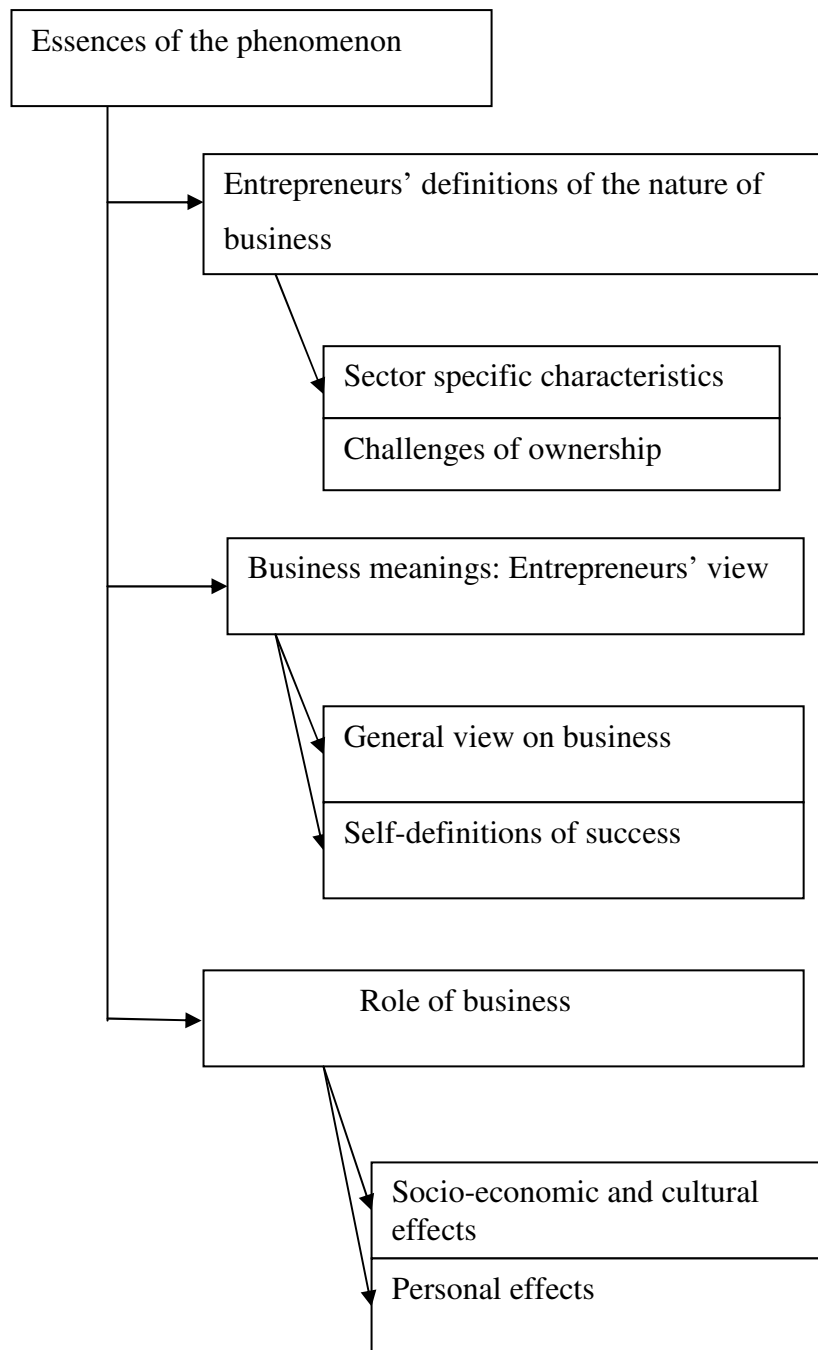 Essences of the phenomenon
Entrepreneurs’ definitions of the nature of
business
Sector specific characteristics
Challenges of ownership
Business meanings: Entrepreneurs’ view
General view on business
Self-definitions of success
Role of business
Socio-economic and cultural
effects
Personal effects